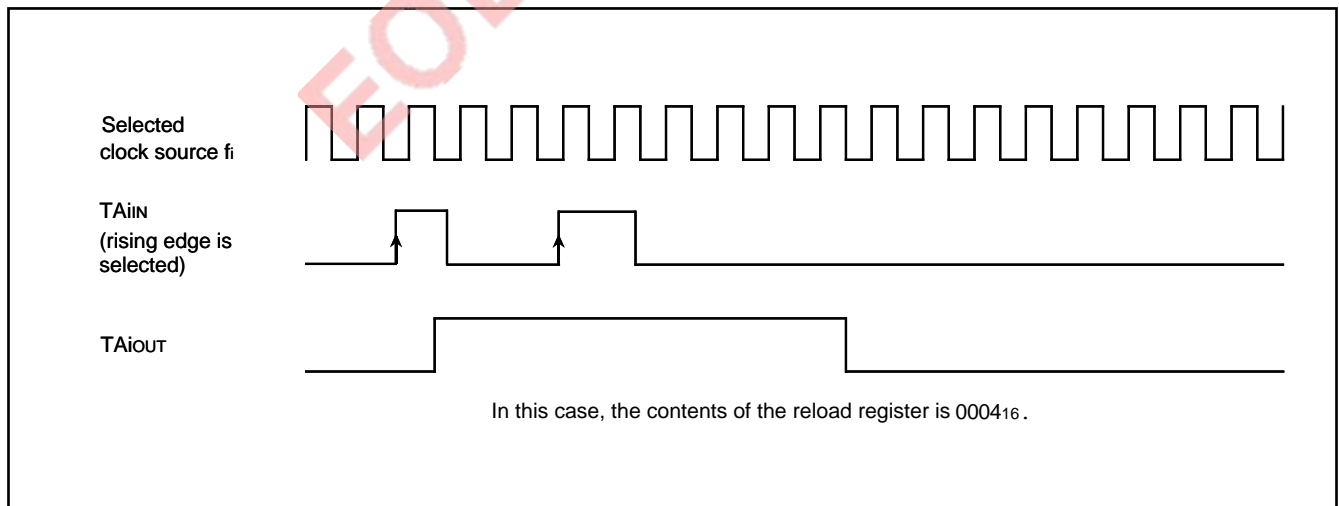 EOL
Selected
clock source fi
TAiIN
(rising edge is
selected)
TAiOUT
In this case, the contents of the reload register is 000416.